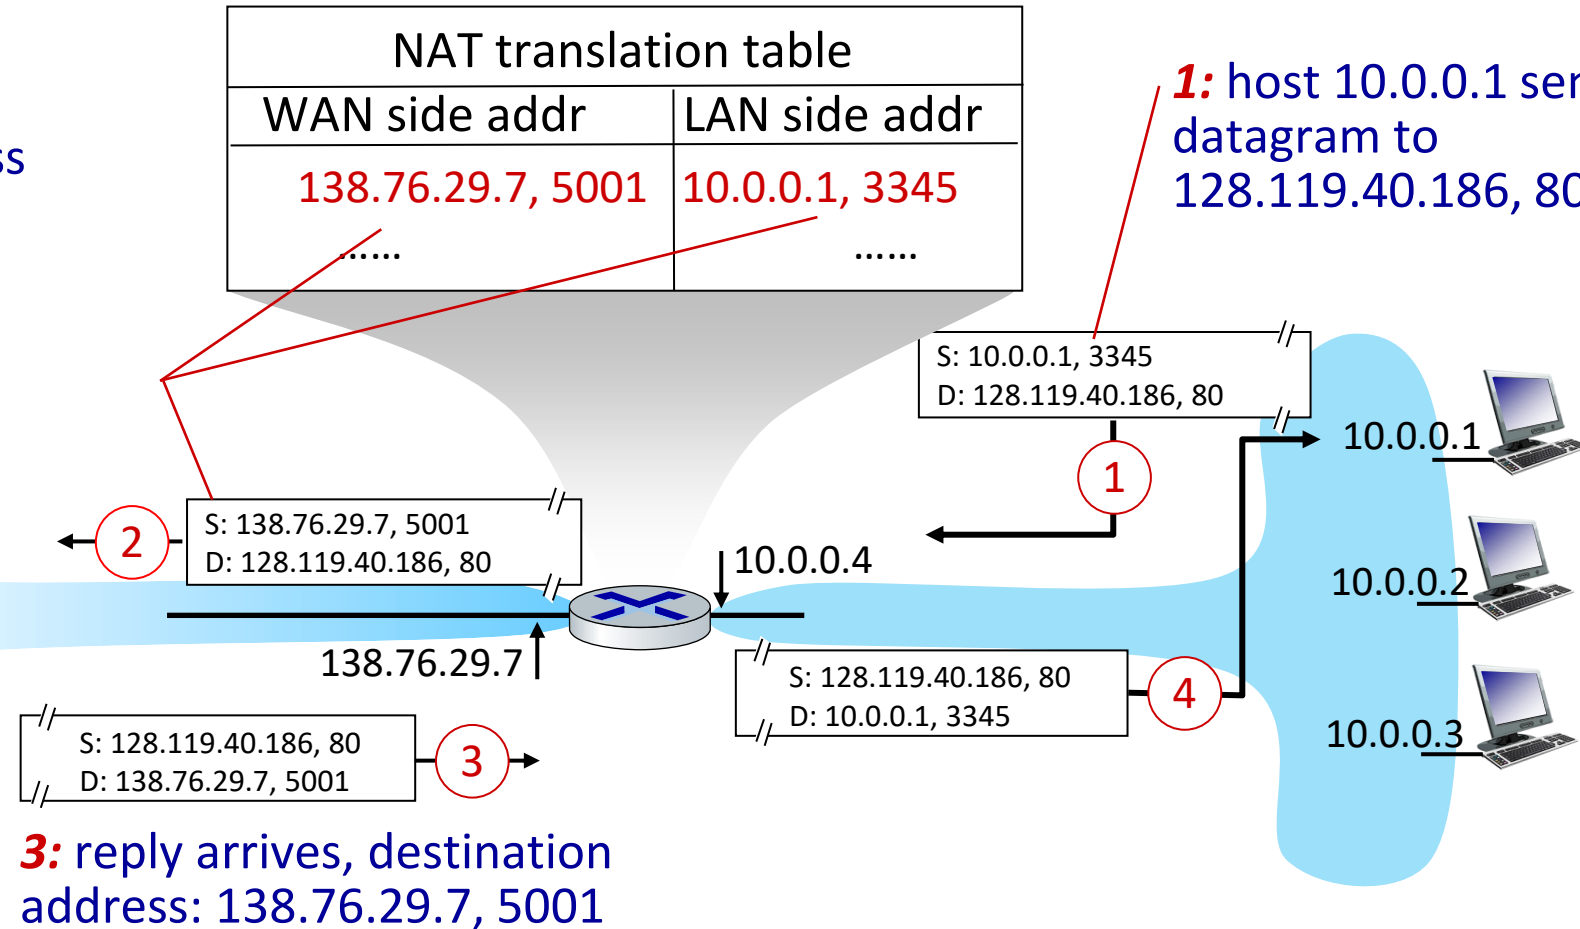 NAT translation table
WAN side addr LAN side addr
138.76.29.7, 5001 10.0.0.1, 3345
…… ……
1: host 10.0.0.1
datagram to
128.119.40.186, 80
S: 10.0.0.1, 3345
D: 128.119.40.186, 80
1
10.0.0.1
10.0.0.2
10.0.0.3
2
S: 138.76.29.7, 5001
D: 128.119.40.186, 80
10.0.0.4
138.76.29.7
S: 128.119.40.186, 80
D: 10.0.0.1, 3345
4
S: 128.119.40.186, 80
D: 138.76.29.7, 5001
3
3: reply arrives, destination
address: 138.76.29.7, 5001